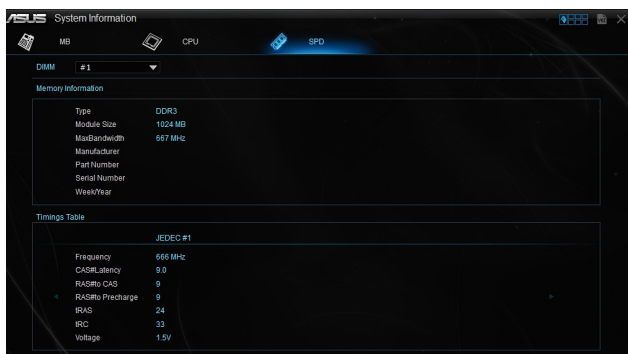 ASUS System Information
MB CPU SPD
DIMM #1
Memory Information
Type DDR3
Module Size 1024 MB
MaxBandwidth 667 MHz
Manufacturer
Part Number
Serial Number
Week/Year
Timings Table
JEDEC #1
Frequency 666 MHz
CAS#Latency 9.0
RAS#to CAS 9
RAS#to Precharge 9
tRAS 24
tRC 33
Voltage 1.5V